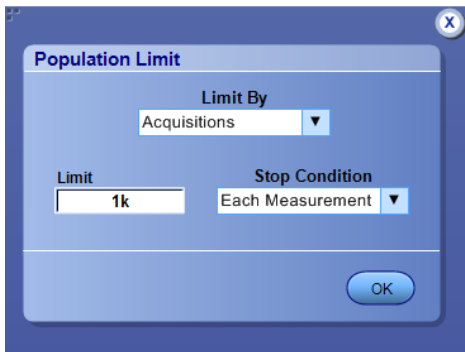 X
Population Limit
Limit By
Acquisitions
Limit
Stop Condition
1k
Each Measurement
OK